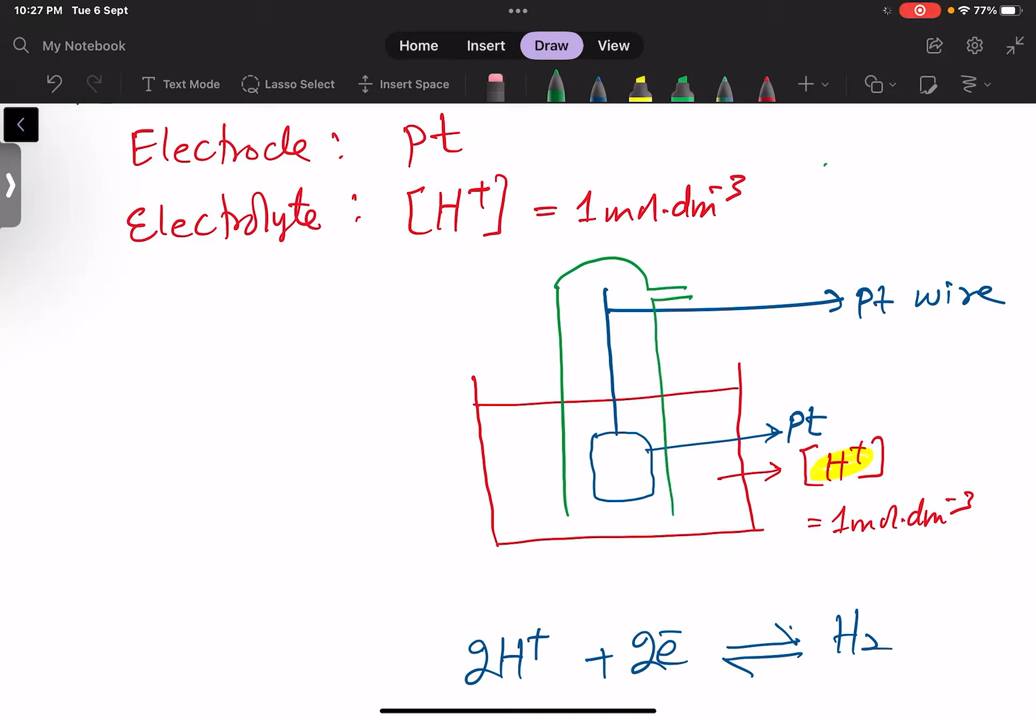 10:27 PM Tue 6 Sept
77%
My Notebook
Home Insert Draw View
Text Mode Lasso Select Insert Space
Electrode : Pt
Electrolyte : [H⁺] = 1 mol.dm⁻³
Pt wire
Pt
[H⁺]
= 1 mol.dm⁻³
2H⁺ + 2e̅ ⇌ H₂